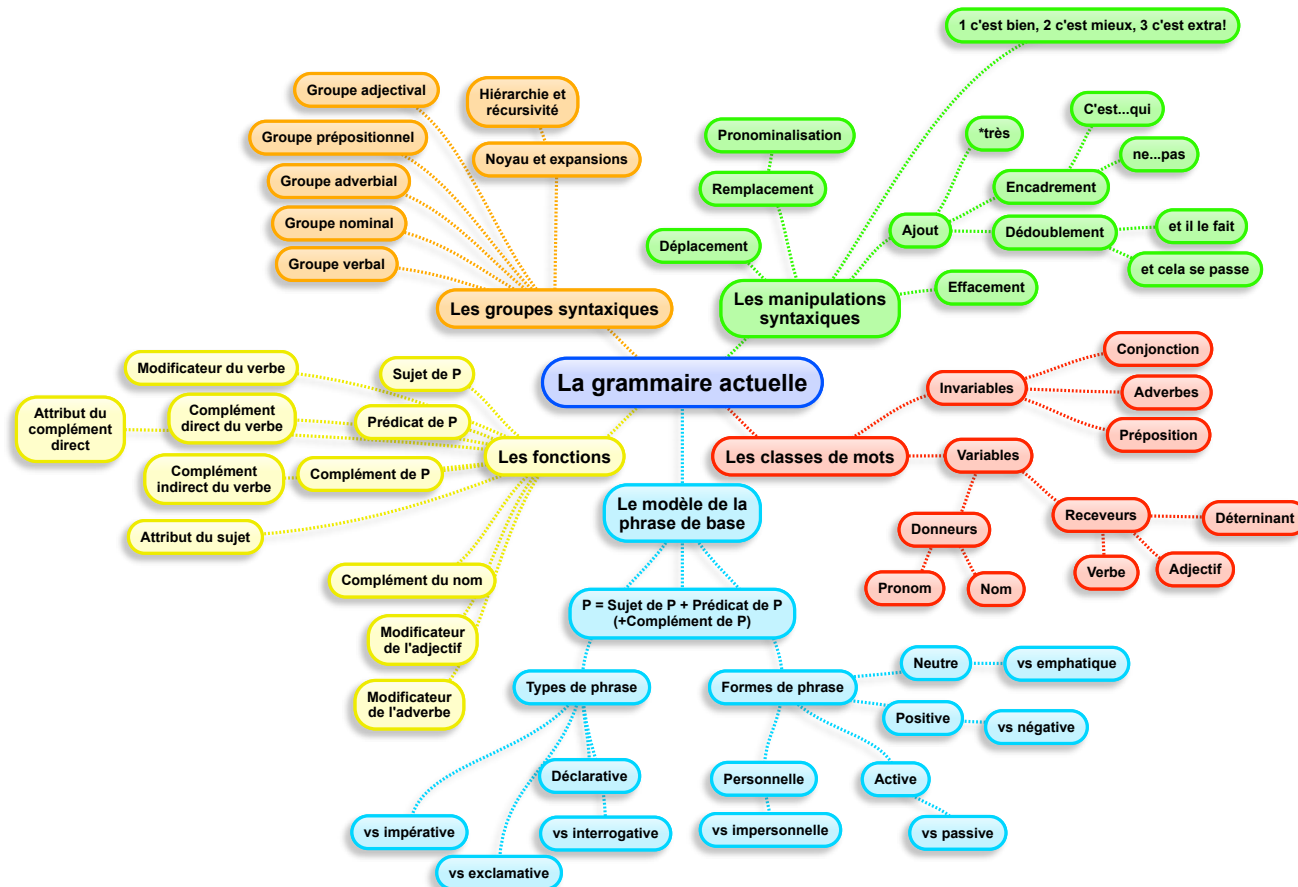 1 c'est bien, 2 c'est mieux, 3 c'est extra!
Groupe adjectival
Hiérarchie et
récursivité
Groupe prépositionnel
Noyau et expansions
Groupe adverbial
Groupe nominal
Groupe verbal
Les groupes syntaxiques
Pronominalisation
Remplacement
Déplacement
*très
C'est...qui
ne...pas
Encadrement
Ajout
Dédoublement
et il le fait
et cela se passe
Effacement
Les manipulations
syntaxiques
La grammaire actuelle
Modificateur du verbe
Sujet de P
Attribut du
complément
direct
Complément
direct du verbe
Prédicat de P
Les fonctions
Complément
indirect du verbe
Complément de P
Attribut du sujet
Complément du nom
Modificateur
de l'adjectif
Modificateur
de l'adverbe
Les classes de mots
Invariables
Conjonction
Adverbes
Préposition
Variables
Donneurs
Pronom
Nom
Receveurs
Déterninant
Verbe
Adjectif
Le modèle de la
phrase de base
P = Sujet de P + Prédicat de P
(+Complément de P)
Types de phrase
Déclarative
vs impérative
vs interrogative
vs exclamative
Formes de phrase
Neutre
vs emphatique
Positive
vs négative
Personnelle
vs impersonnelle
Active
vs passive